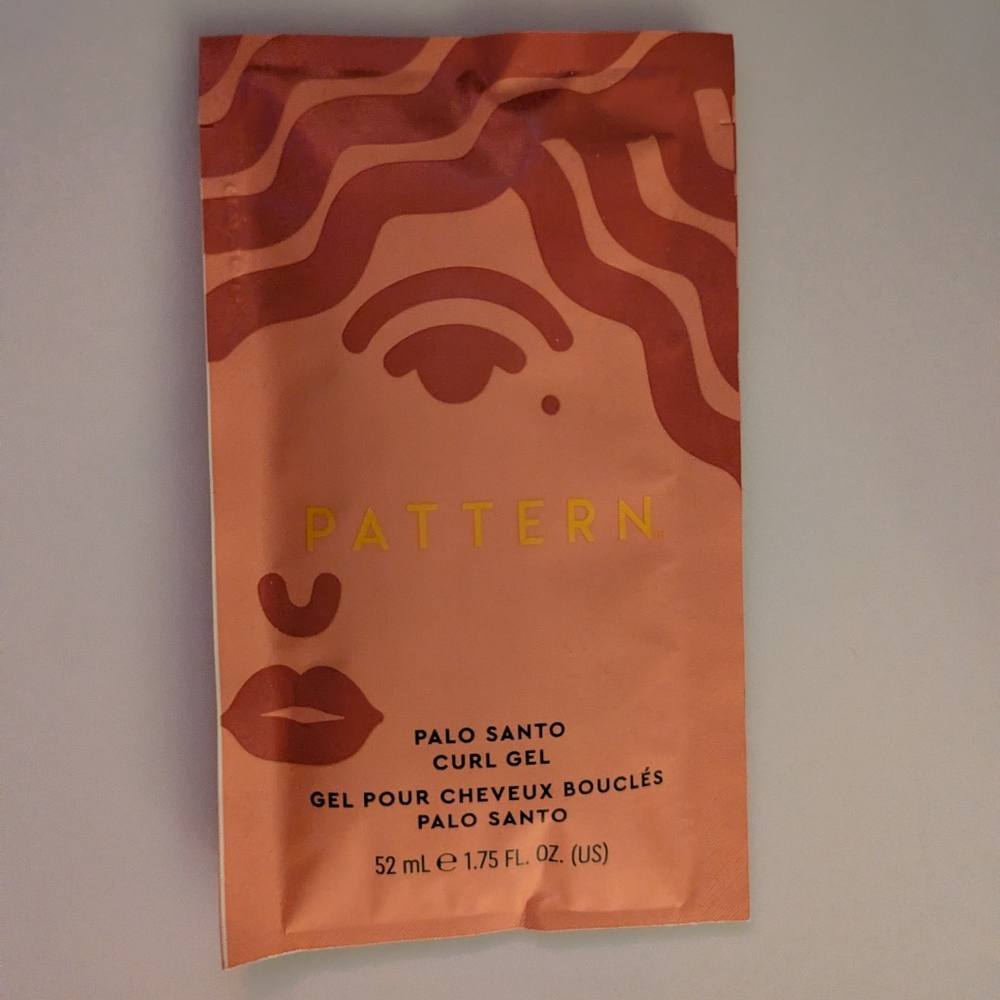 PATTERN
PALO SANTO
CURL GEL
GEL POUR CHEVEUX BOUCLÉS
PALO SANTO
52 mL ℮ 1.75 FL. OZ. (US)